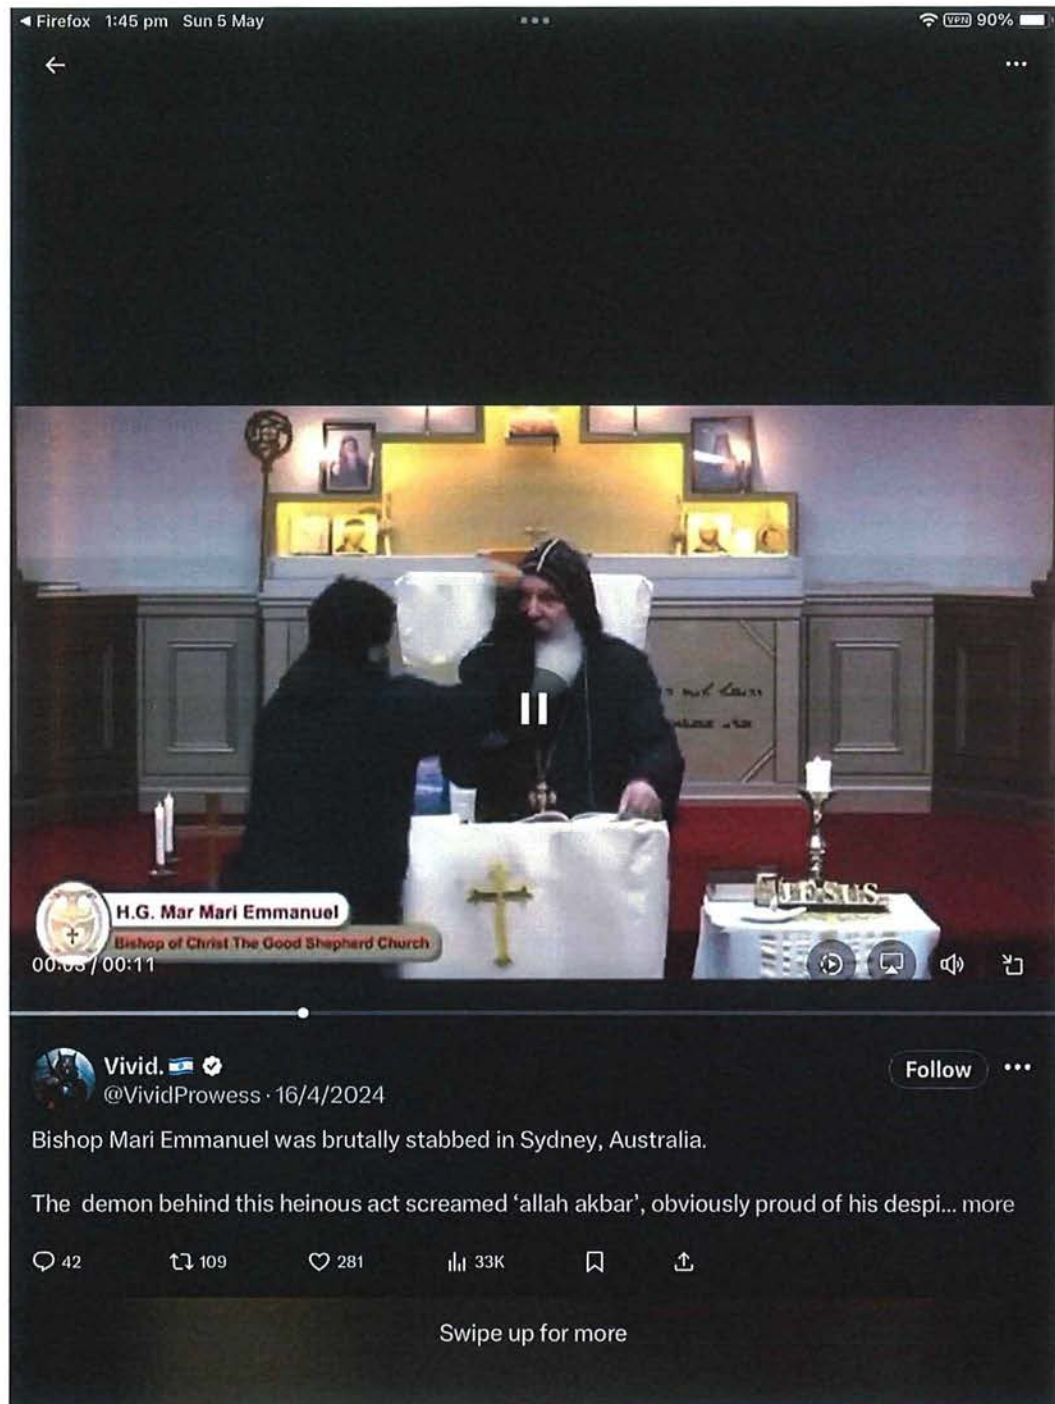 Firefox 1:45 pm Sun 5 May VPN 90%
H.G. Mar Mari Emmanuel
Bishop of Christ The Good Shepherd Church
JESUS
00:03 / 00:11
Vivid.
Follow
@VividProwess · 16/4/2024
Bishop Mari Emmanuel was brutally stabbed in Sydney, Australia.
The demon behind this heinous act screamed ‘allah akbar’, obviously proud of his despi... more
42 109 281 33K
Swipe up for more